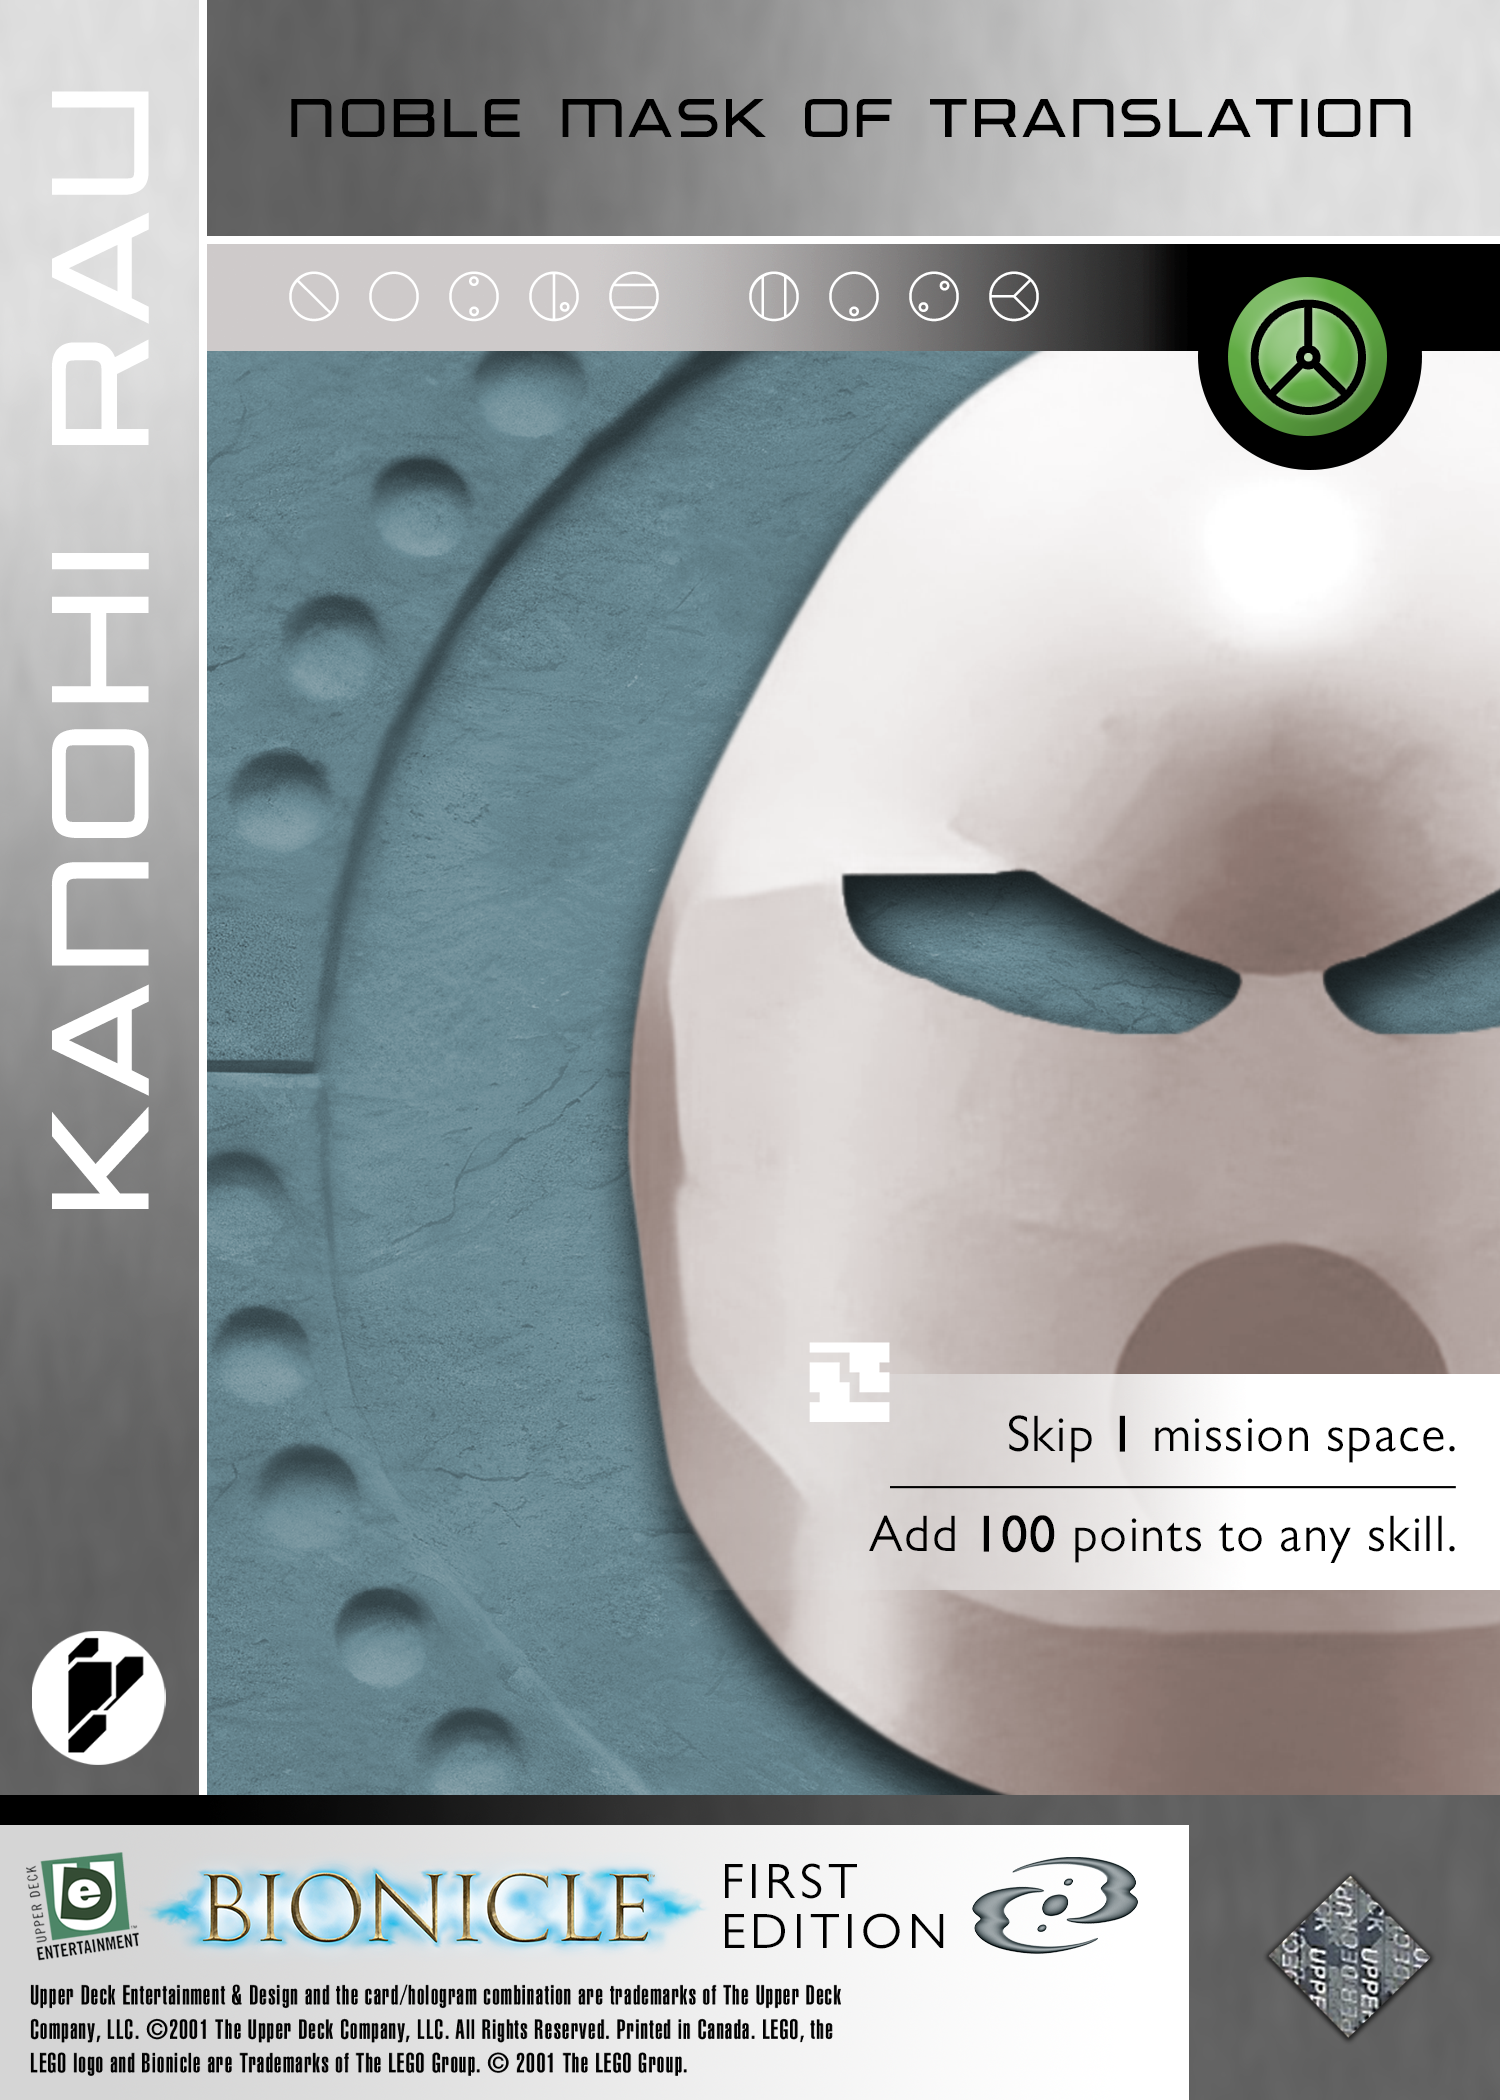 NOBLE MASK OF TRANSLATION
KANOHI RAU
Skip 1 mission space.
Add 100 points to any skill.
UPPER DECK
e
ENTERTAINMENT
BIONICLE
FIRST
EDITION
Upper Deck Entertainment & Design and the card/hologram combination are trademarks of The Upper Deck
Company, LLC. ©2001 The Upper Deck Company, LLC. All Rights Reserved. Printed in Canada. LEGO, the
LEGO logo and Bionicle are Trademarks of The LEGO Group. © 2001 The LEGO Group.